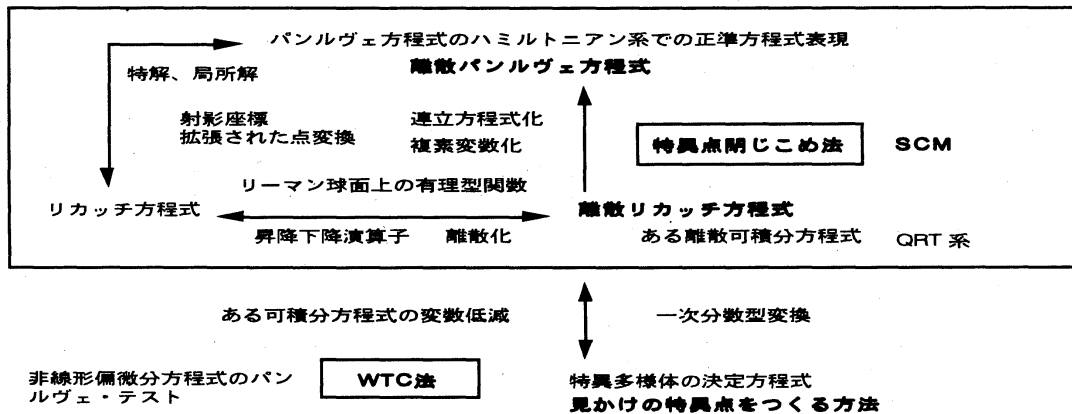 パンルヴェ方程式のハミルトニアン系での正準方程式表現
離散パンルヴェ方程式
特解、局所解
射影座標
拡張された点変換
連立方程式化
複素変数化
特異点閉じこめ法
SCM
リーマン球面上の有理型関数
リカッチ方程式
離散リカッチ方程式
昇降下降演算子
離散化
ある離散可積分方程式
QRT 系
ある可積分方程式の変数低減
一次分数型変換
非線形偏微分方程式のパン
ルヴェ・テスト
WTC法
特異多様体の決定方程式
見かけの特異点をつくる方法